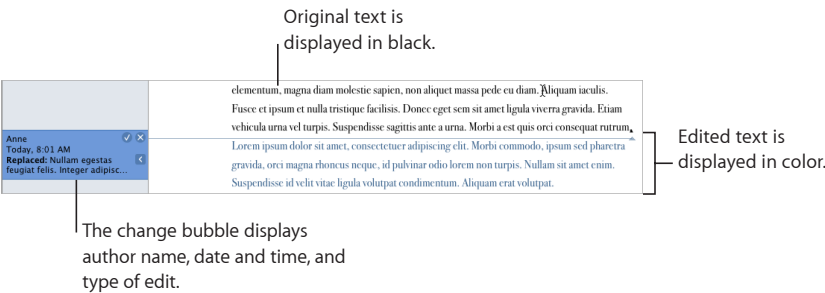 Original text is
displayed in black.
elementum, magna diam molestie sapien, non aliquet massa pede eu diam. Aliquam iaculis.
Fusce et ipsum et nulla tristique facilisis. Donec eget sem sit amet ligula viverra gravida. Etiam
vehicula urna vel turpis. Suspendisse sagittis ante a urna. Morbi a est quis orci consequat rutrum.
Lorem ipsum dolor sit amet, consectetuer adipiscing elit. Morbi commodo, ipsum sed pharetra
gravida, orci magna rhoncus neque, id pulvinar odio lorem non turpis. Nullam sit amet enim.
Suspendisse id velit vitae ligula volutpat condimentum. Aliquam erat volutpat.
Anne
Today, 8:01 AM
Replaced: Nullam egestas
feugiat felis. Integer adipisc...
Edited text is
displayed in color.
The change bubble displays
author name, date and time, and
type of edit.